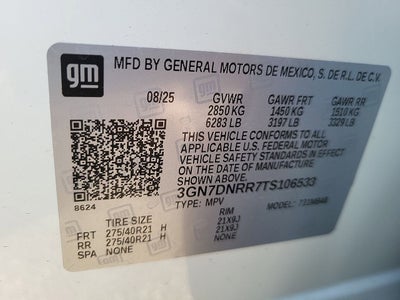 gm
MFD BY GENERAL MOTORS DE MEXICO, S. DE R.L. DE C.V.
08/25 GVWR GAWR FRT GAWR RR
2850 KG 1450 KG 1510 KG
6283 LB 3197 LB 3329 LB
THIS VEHICLE CONFORMS TO ALL
APPLICABLE U.S. FEDERAL MOTOR
VEHICLE SAFETY STANDARDS IN
EFFECT ON THE DATE OF
MANUFACTURE SHOWN ABOVE.
3GN7DNRR7TS106533
8624
TYPE: MPV MODEL:
TIRE SIZE RIM
FRT 275/40R21 H 21X9J
RR 275/40R21 H 21X9J
SPA NONE NONE